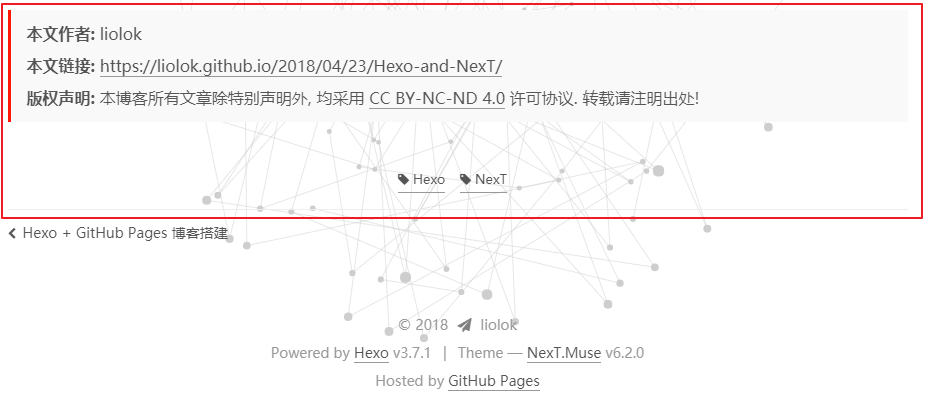 本文作者: liolok
本文链接: https://liolok.github.io/2018/04/23/Hexo-and-NexT/
版权声明: 本博客所有文章除特别声明外, 均采用 CC BY-NC-ND 4.0 许可协议. 转载请注明出处!
Hexo NexT
Hexo + GitHub Pages 博客搭建
© 2018 liolok
Powered by Hexo v3.7.1 | Theme — NexT.Muse v6.2.0
Hosted by GitHub Pages